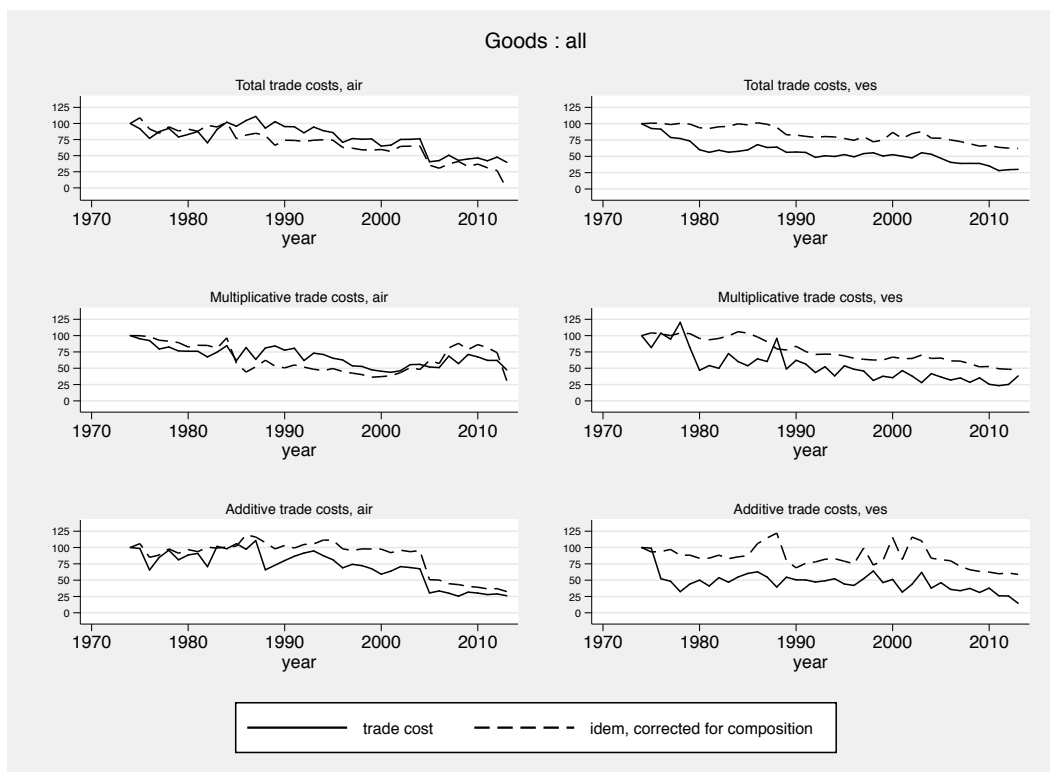 Goods : all
Total trade costs, air
125
100
75
50
25
0
1970 1980 1990 2000 2010
year
Total trade costs, ves
125
100
75
50
25
0
1970 1980 1990 2000 2010
year
Multiplicative trade costs, air
125
100
75
50
25
0
1970 1980 1990 2000 2010
year
Multiplicative trade costs, ves
125
100
75
50
25
0
1970 1980 1990 2000 2010
year
Additive trade costs, air
125
100
75
50
25
0
1970 1980 1990 2000 2010
year
Additive trade costs, ves
125
100
75
50
25
0
1970 1980 1990 2000 2010
year
trade cost idem, corrected for composition